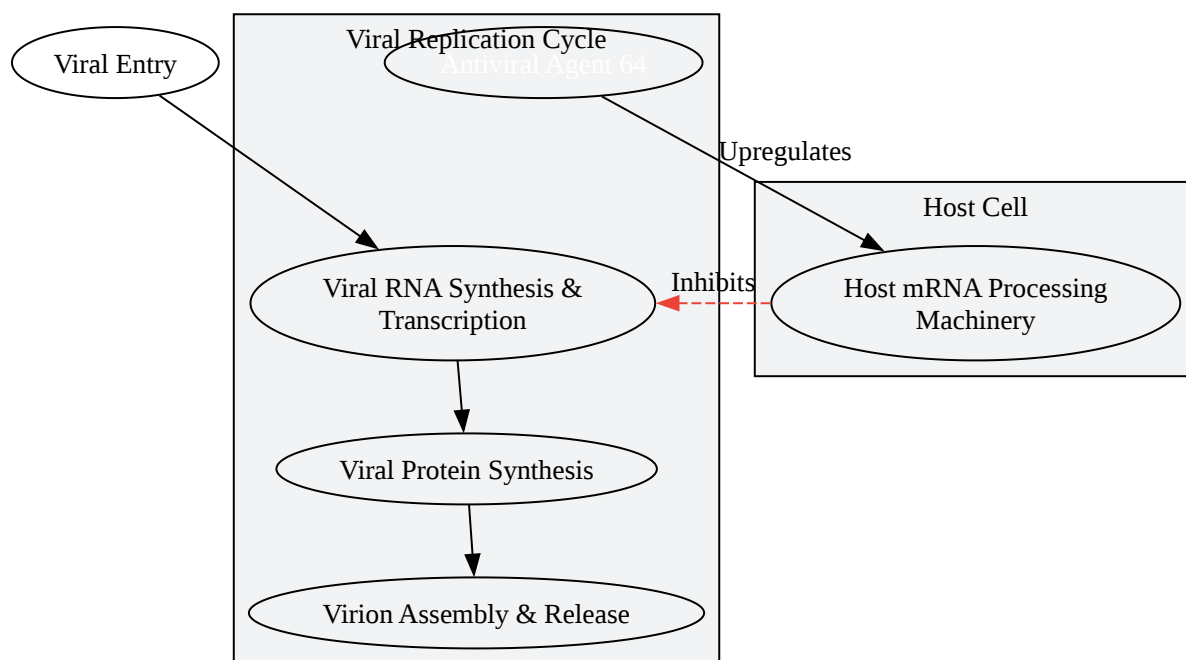 Viral Replication Cycle
Viral Entry
Antiviral Agent 64
Upregulates
Host Cell
Inhibits
Viral RNA Synthesis &
Transcription
Host mRNA Processing
Machinery
Viral Protein Synthesis
Virion Assembly & Release